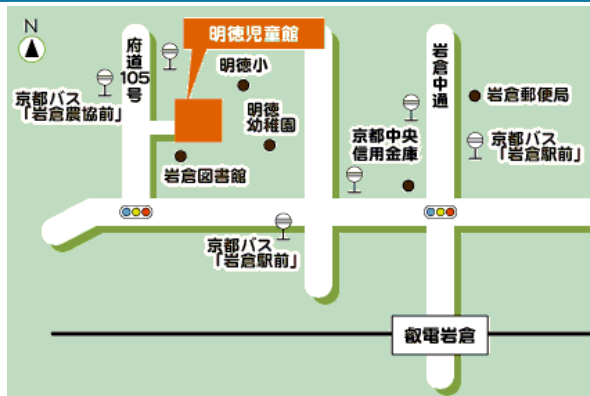 N
明徳児童館
府道
105
号
京都バス
「岩倉農協前」
明徳小
明徳
幼稚園
岩倉図書館
京都バス
「岩倉駅前」
京都中央
信用金庫
岩倉中通
岩倉郵便局
京都バス
「岩倉駅前」
叡電岩倉